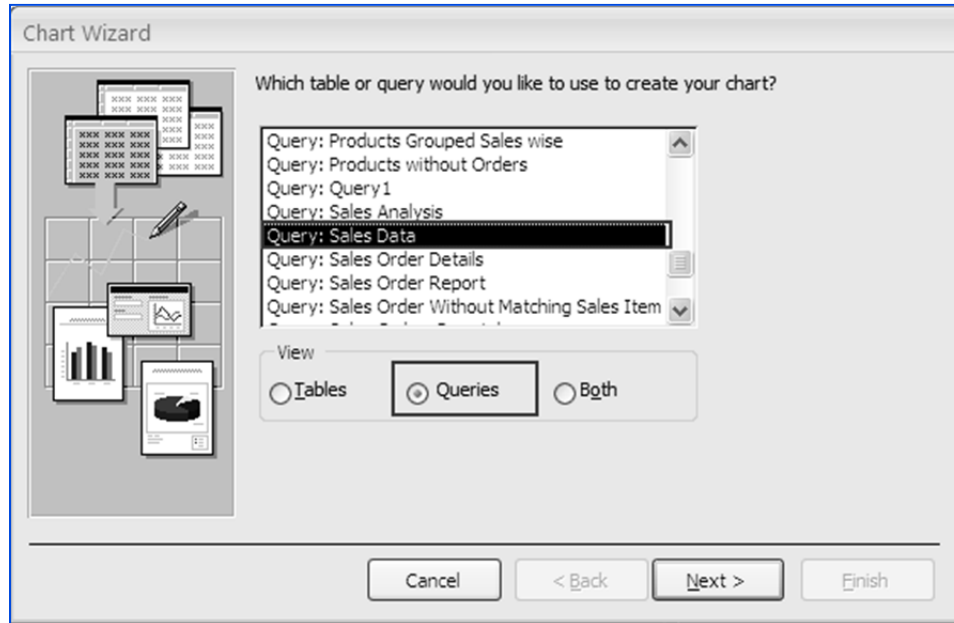 Chart Wizard
Which table or query would you like to use to create your chart?
Query: Products Grouped Sales wise
Query: Products without Orders
Query: Query1
Query: Sales Analysis
Query: Sales Data
Query: Sales Order Details
Query: Sales Order Report
Query: Sales Order Without Matching Sales Item
View
Tables Queries Both
Cancel < Back Next > Finish